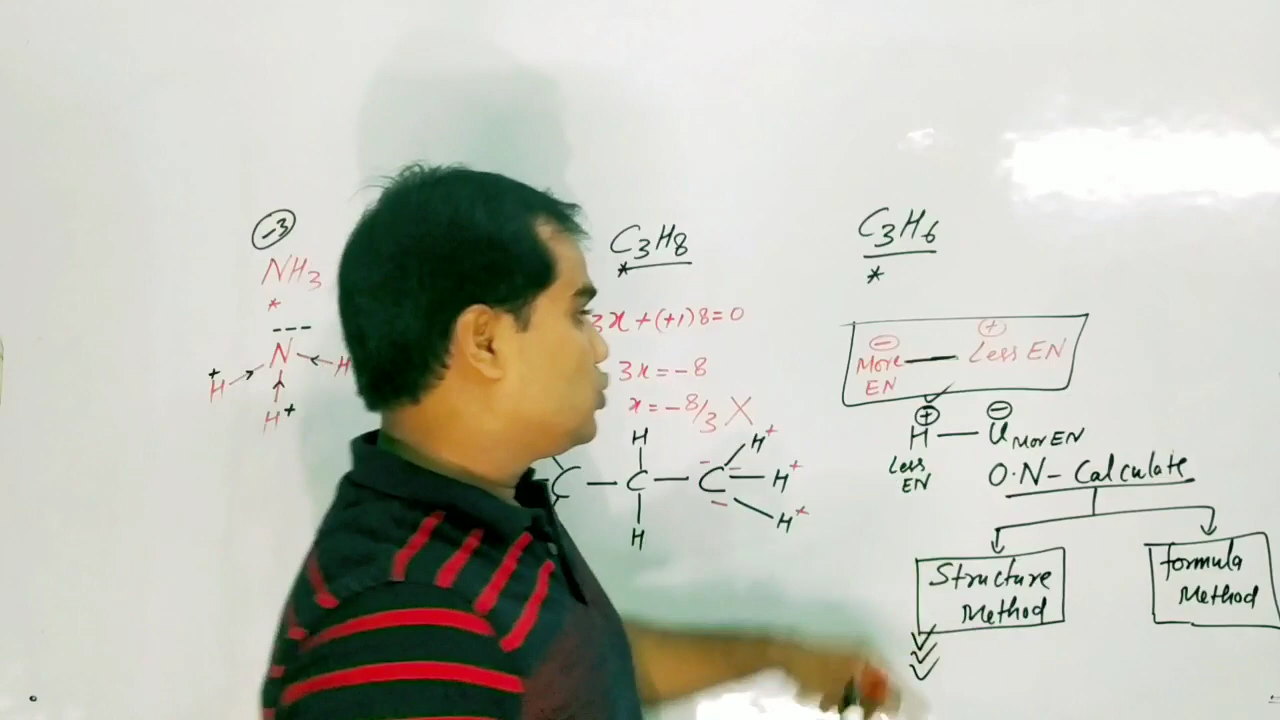 -3
NH3
*
---
N
+
H
H
H+
C3H8
*
3x+(+1)8=0
3x=-8
x=-8/3 X
H H+
C — C — C — H+
H H+
C3H6
*
- +
More — Less EN
EN
+ -
H — Cl More EN
Less
EN
O.N - Calculate
Structure
Method
formula
Method